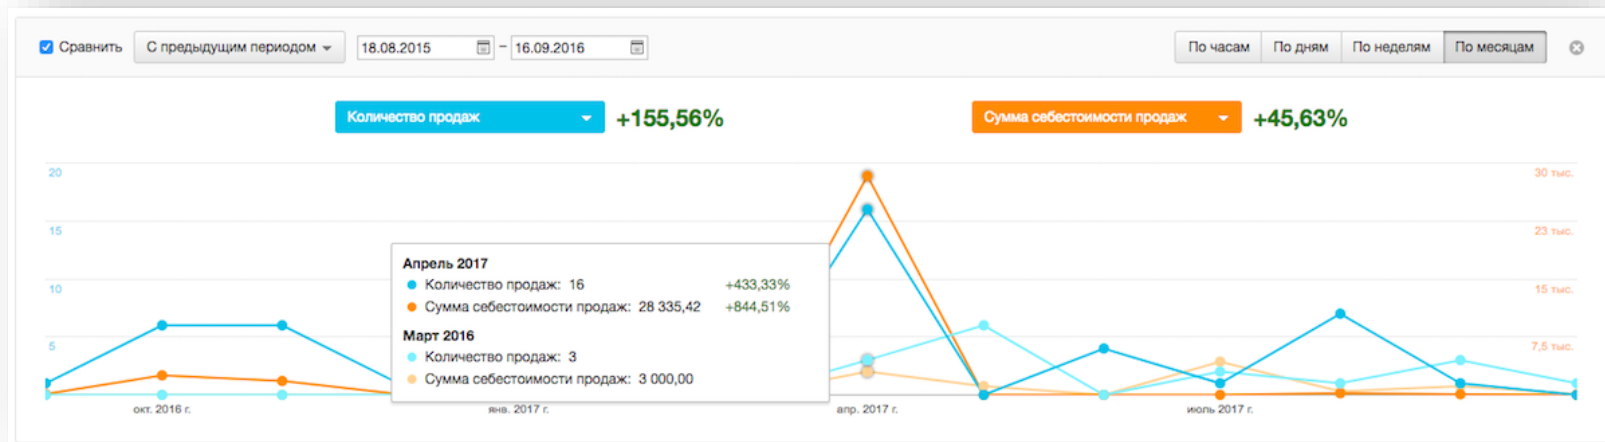 Сравнить С предыдущим периодом 18.08.2015 – 16.09.2016 По часам По дням По неделям По месяцам
Количество продаж +155,56% Сумма себестоимости продаж +45,63%
20 30 тыс.
15 23 тыс.
10 15 тыс.
5 7,5 тыс.
Апрель 2017
Количество продаж: 16 +433,33%
Сумма себестоимости продаж: 28 335,42 +844,51%
Март 2016
Количество продаж: 3
Сумма себестоимости продаж: 3 000,00
окт. 2016 г. янв. 2017 г. апр. 2017 г. июль 2017 г.